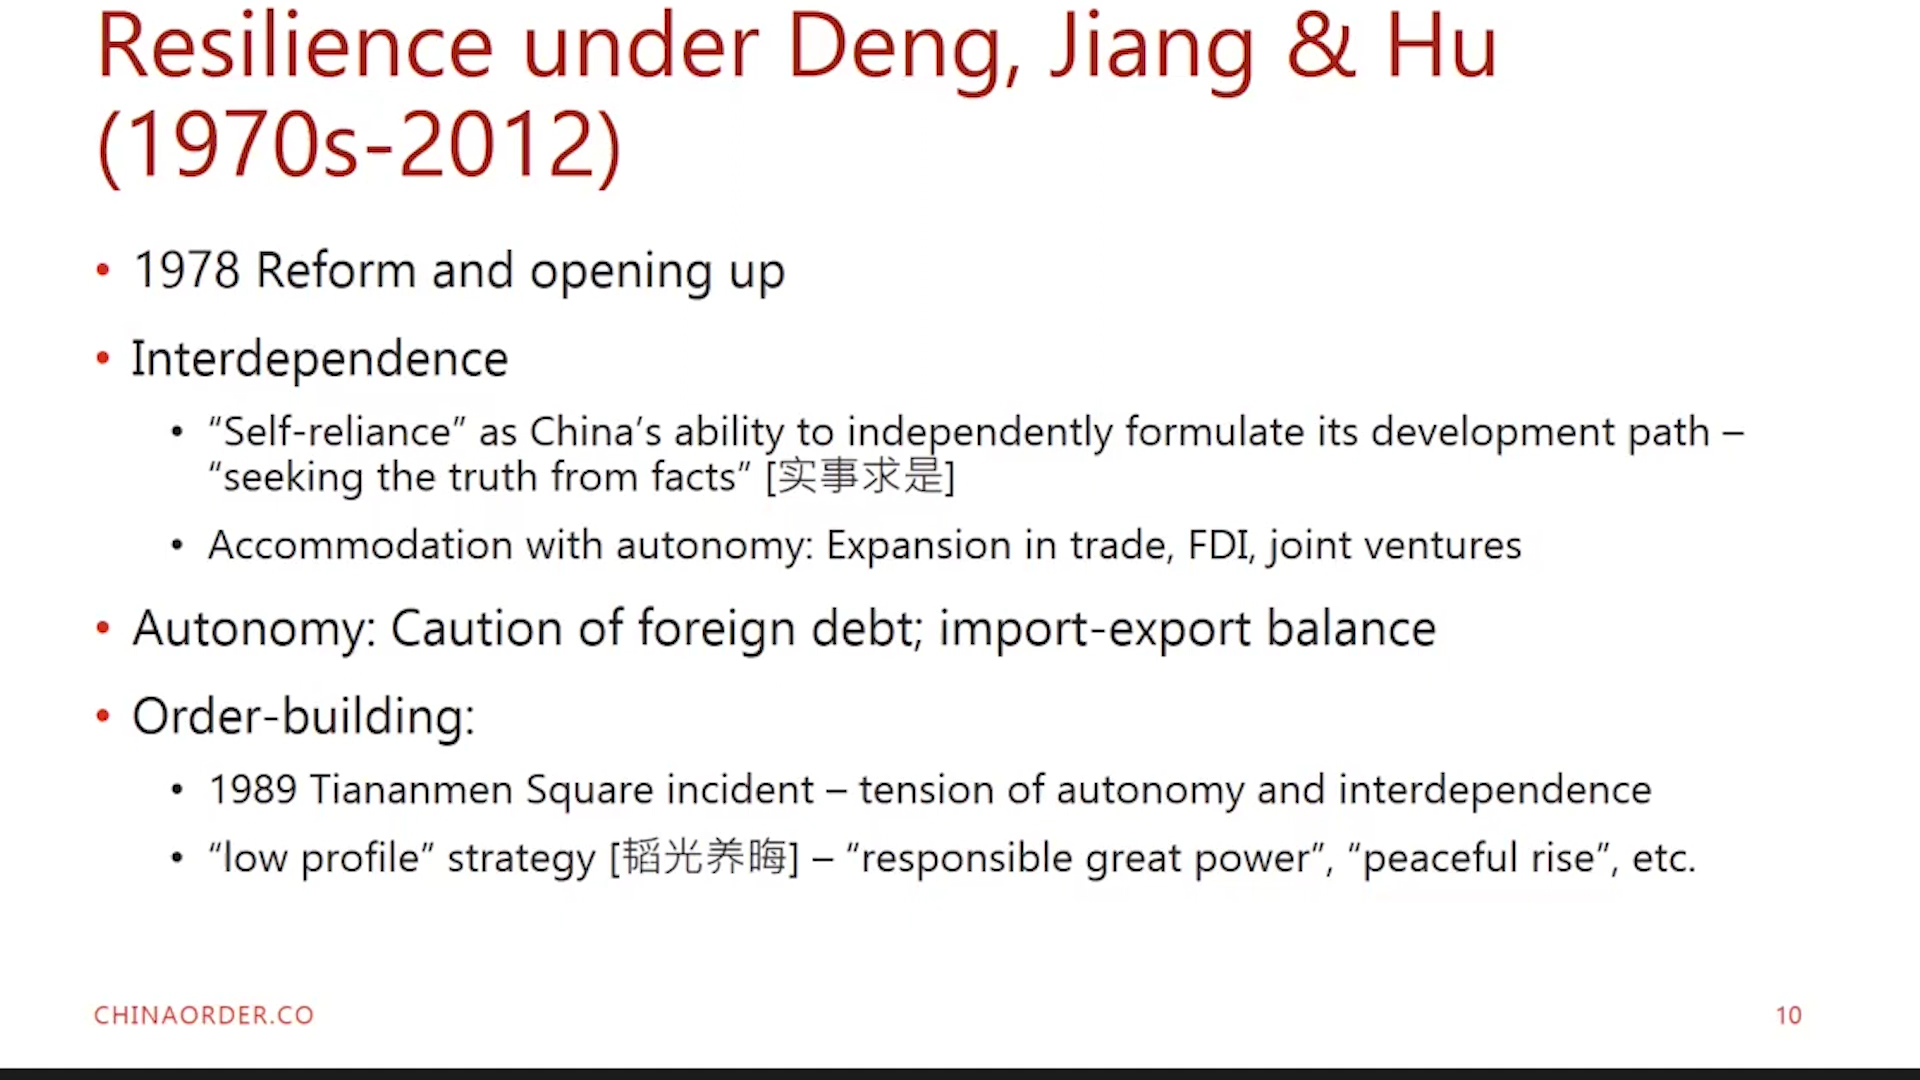 Resilience under Deng, Jiang & Hu
(1970s-2012)
• 1978 Reform and opening up
• Interdependence
• “Self-reliance” as China’s ability to independently formulate its development path –
“seeking the truth from facts” [实事求是]
• Accommodation with autonomy: Expansion in trade, FDI, joint ventures
• Autonomy: Caution of foreign debt; import-export balance
• Order-building:
• 1989 Tiananmen Square incident – tension of autonomy and interdependence
• “low profile” strategy [韬光养晦] – “responsible great power”, “peaceful rise”, etc.
CHINAORDER.CO
10